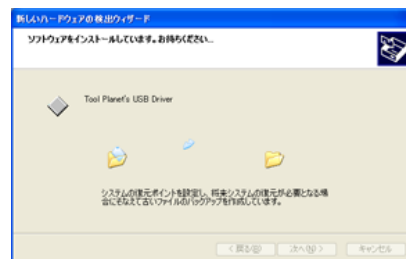 新しいハードウェアの検出ウィザード
ソフトウェアをインストールしています。お待ちください...
Tool Planet's USB Driver
システムの復元ポイントを設定し、将来システムの復元が必要となる場
合にそなえて古いファイルのバックアップを作成しています。
< 戻る(B)
次へ(N) >
キャンセル